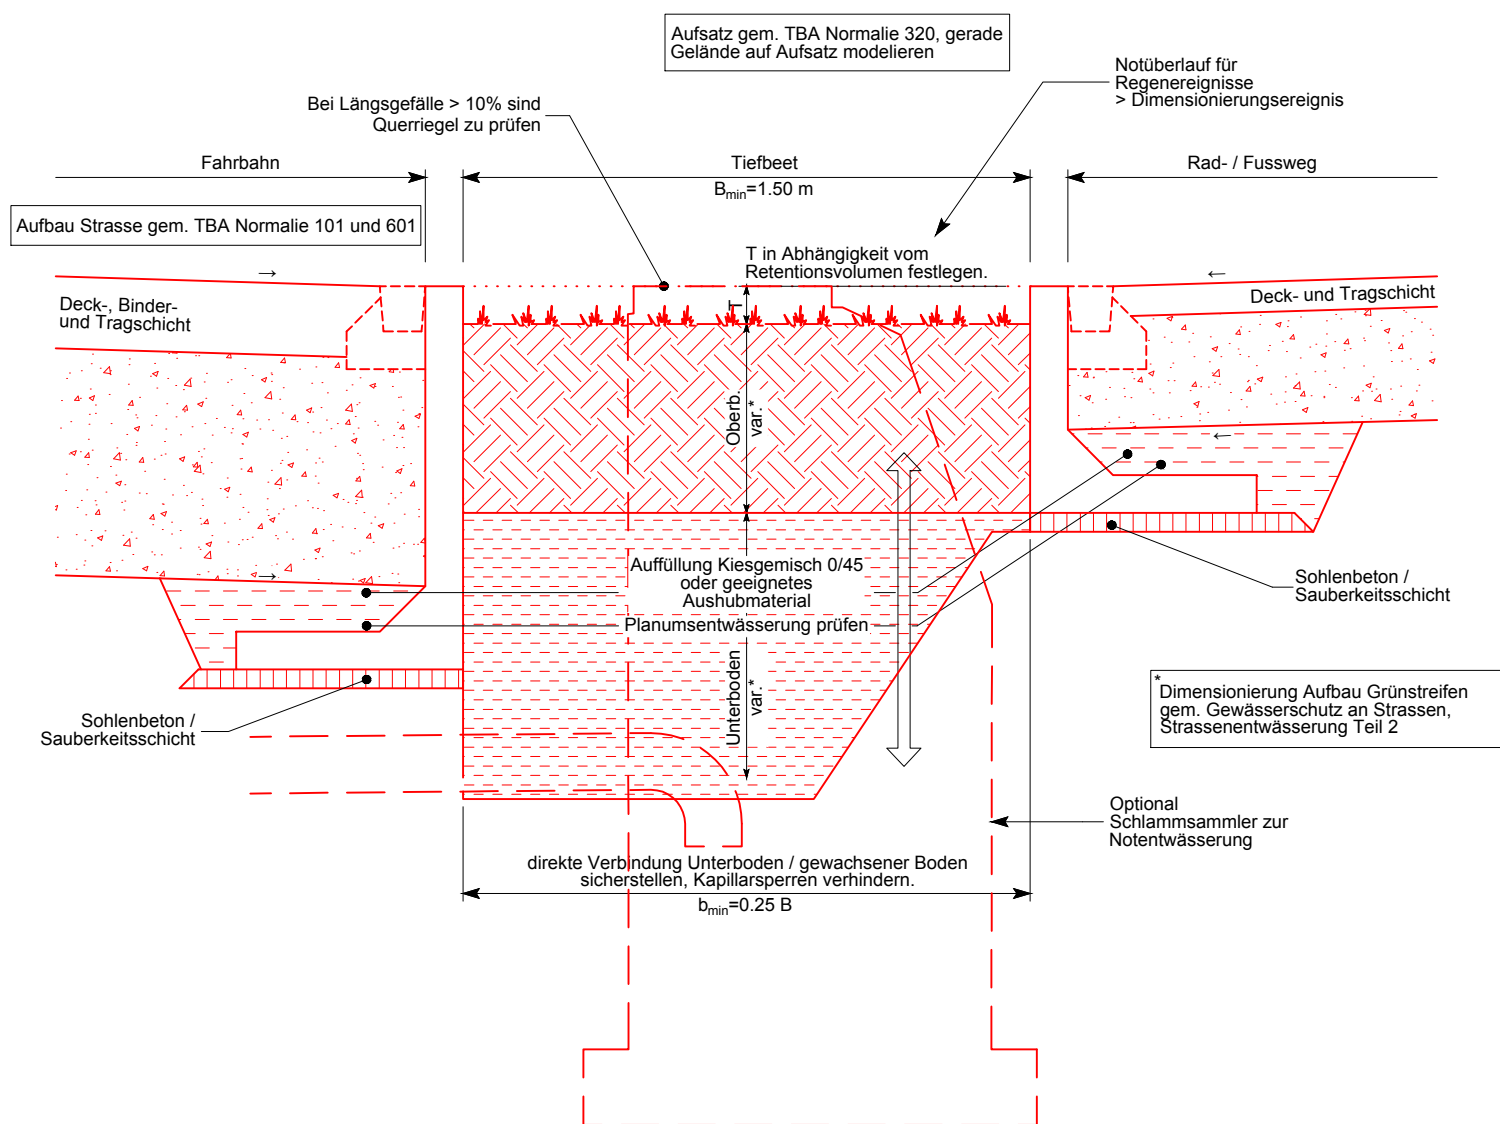 Aufsatz gem. TBA Normalie 320, gerade
Gelände auf Aufsatz modelieren
Notüberlauf für
Regenereignisse
> Dimensionierungsereignis
Bei Längsgefälle > 10% sind
Querriegel zu prüfen
Fahrbahn
Tiefbeet
Rad- / Fussweg
Bmin=1.50 m
Aufbau Strasse gem. TBA Normalie 101 und 601
T in Abhängigkeit vom
Retentionsvolumen festlegen.
→
←
Deck-, Binder-
und Tragschicht
T
Deck- und Tragschicht
Oberb.
var.*
←
Auffüllung Kiesgemisch 0/45
oder geeignetes
Aushubmaterial
→
Planumsentwässerung prüfen
Sohlenbeton /
Sauberkeitsschicht
Unterboden
var.*
*
Dimensionierung Aufbau Grünstreifen
gem. Gewässerschutz an Strassen,
Strassenentwässerung Teil 2
Sohlenbeton /
Sauberkeitsschicht
Optional
Schlammsammler zur
Notentwässerung
direkte Verbindung Unterboden / gewachsener Boden
sicherstellen, Kapillarsperren verhindern.
bmin=0.25 B